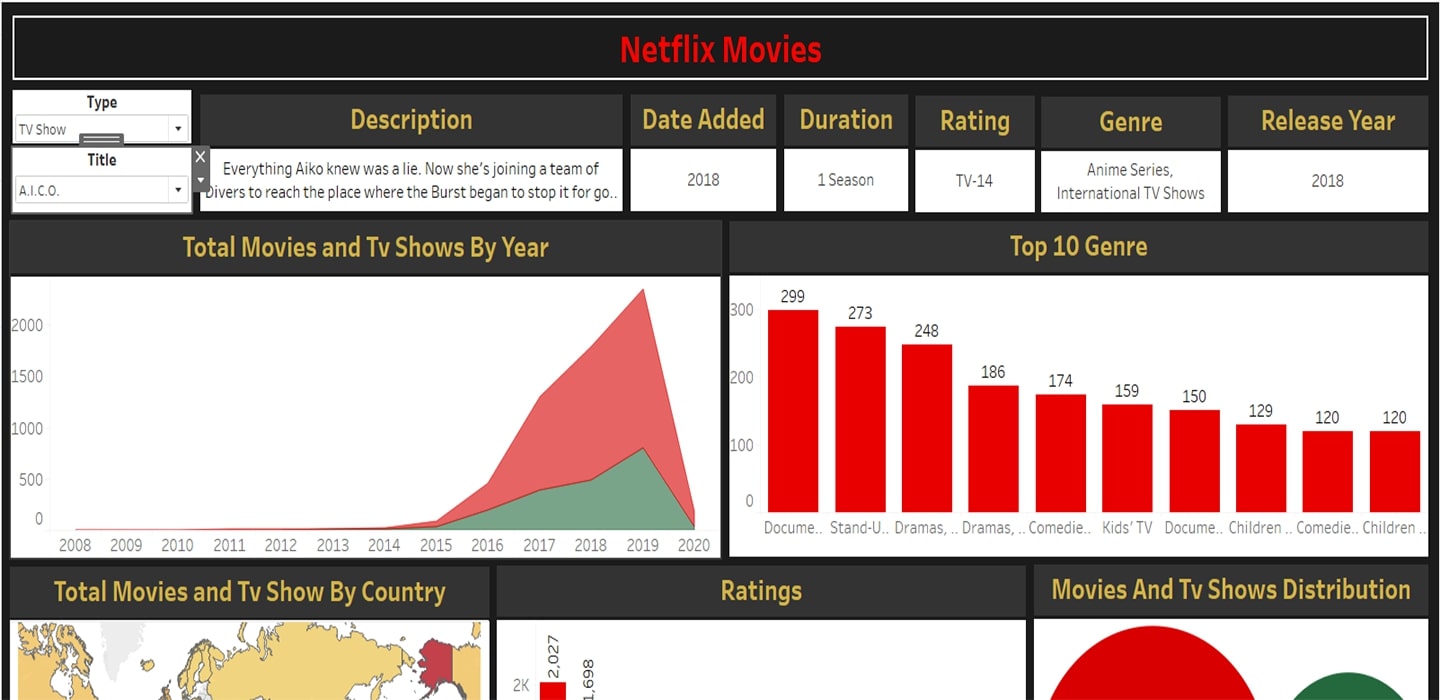 Netflix Movies
Type
TV Show
Title
A.I.C.O.
Description
Everything Aiko knew was a lie. Now she's joining a team of
Divers to reach the place where the Burst began to stop it for go..
Date Added
2018
Duration
1 Season
Rating
TV-14
Genre
Anime Series,
International TV Shows
Release Year
2018
Total Movies and Tv Shows By Year
2000
1500
1000
500
0
2008 2009 2010 2011 2012 2013 2014 2015 2016 2017 2018 2019 2020
Top 10 Genre
300
200
100
0
299 273 248 186 174 159 150 129 120 120
Docume.. Stand-U.. Dramas, .. Dramas, .. Comedie.. Kids' TV Docume.. Children .. Comedie.. Children ..
Total Movies and Tv Show By Country
Ratings
2K
2,027
1,698
Movies And Tv Shows Distribution